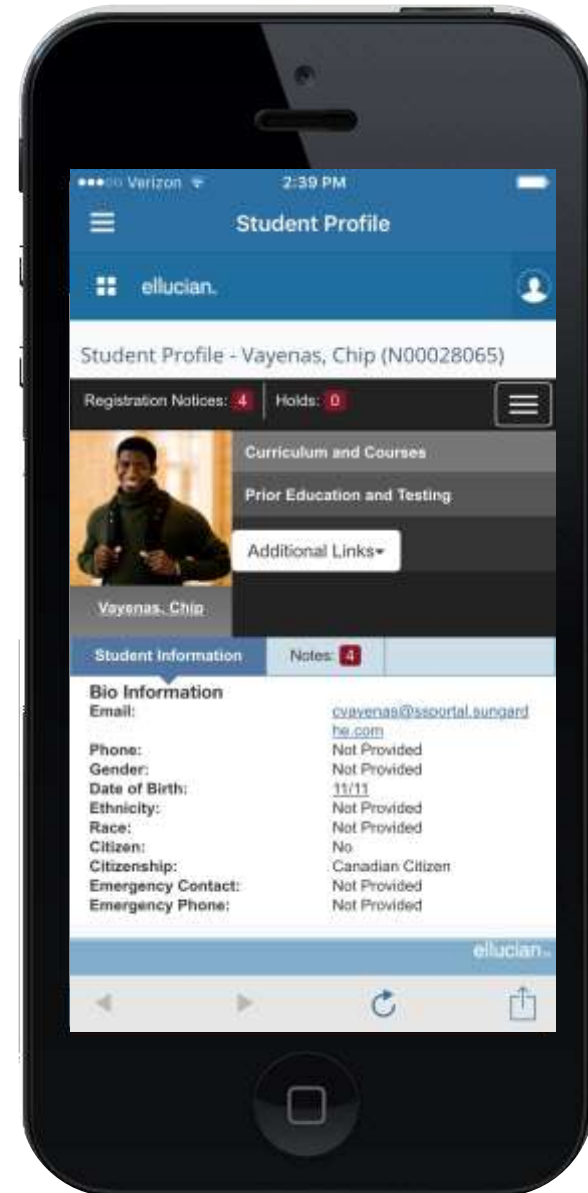 Verizon 2:39 PM
Student Profile
ellucian.
Student Profile - Vayenas, Chip (N00028065)
Registration Notices: 4 Holds: 0
Curriculum and Courses
Prior Education and Testing
Additional Links
Vayenas, Chip
Student Information Notes: 4
Bio Information
Email: cvayenas@ssportal.sungard
he.com
Phone: Not Provided
Gender: Not Provided
Date of Birth: 11/11
Ethnicity: Not Provided
Race: Not Provided
Citizen: No
Citizenship: Canadian Citizen
Emergency Contact: Not Provided
Emergency Phone: Not Provided
ellucian